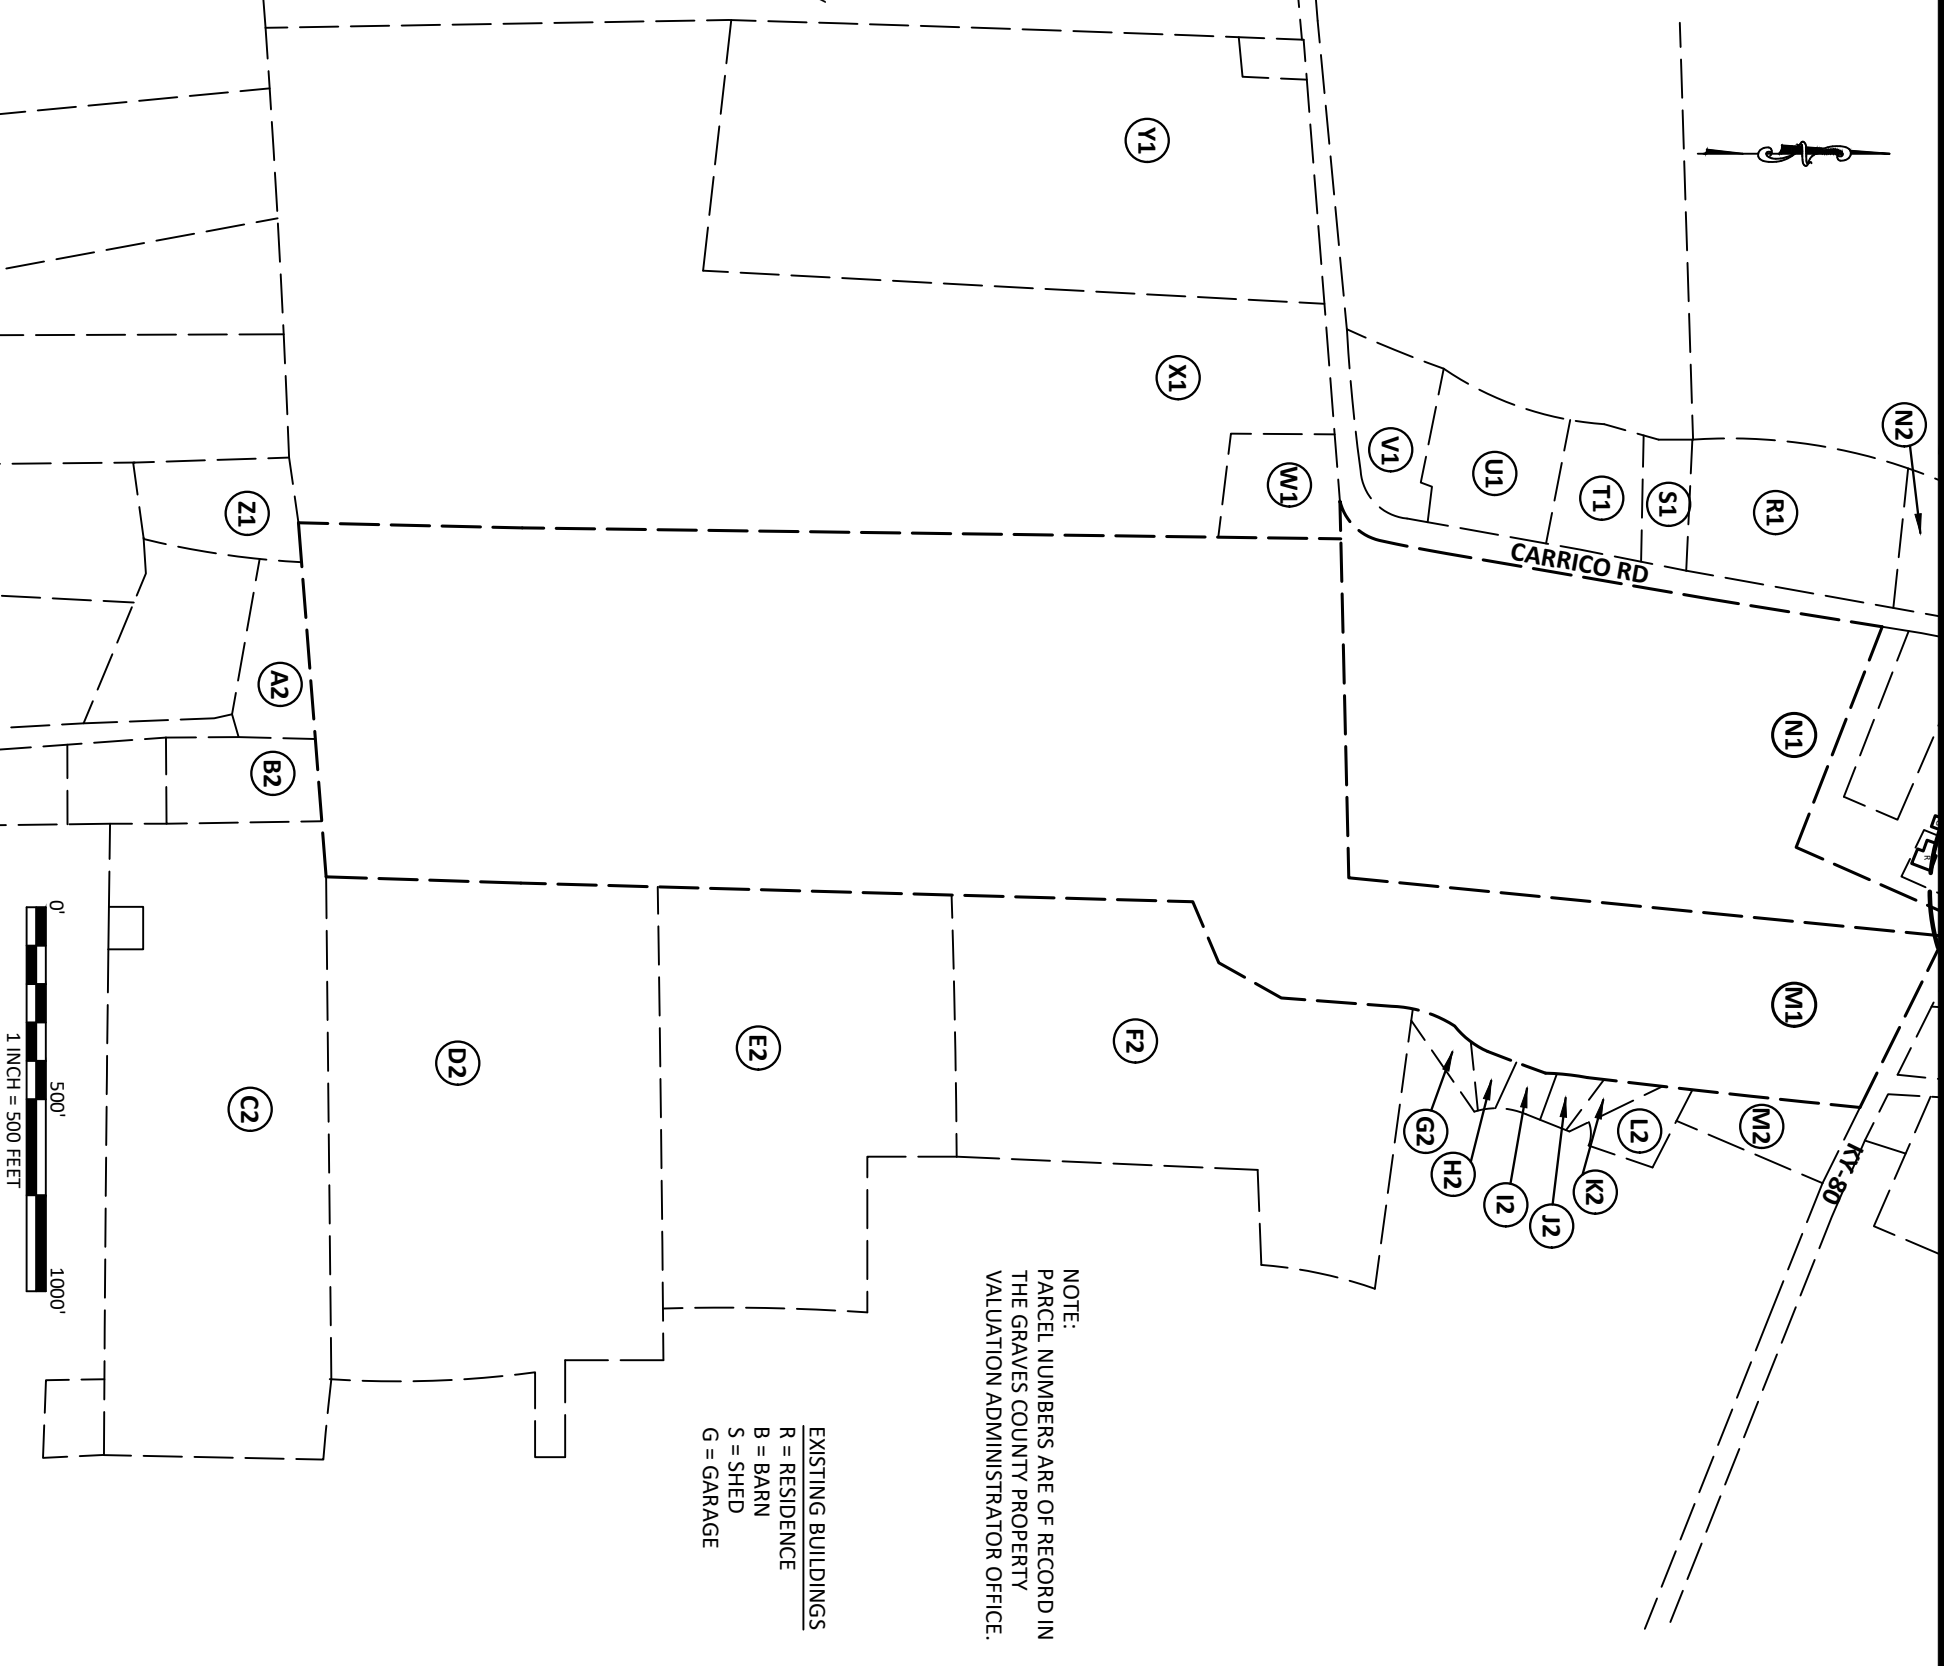 N2
R1
S1
T1
U1
V1
W1
X1
Y1
CARRICO RD
N1
R
Z1
A2
B2
M1
KY-80
M2
L2
K2
J2
I2
H2
G2
F2
E2
D2
C2
NOTE:
PARCEL NUMBERS ARE OF RECORD IN
THE GRAVES COUNTY PROPERTY
VALUATION ADMINISTRATOR OFFICE.
EXISTING BUILDINGS
R = RESIDENCE
B = BARN
S = SHED
G = GARAGE
0' 500' 1000'
1 INCH = 500 FEET